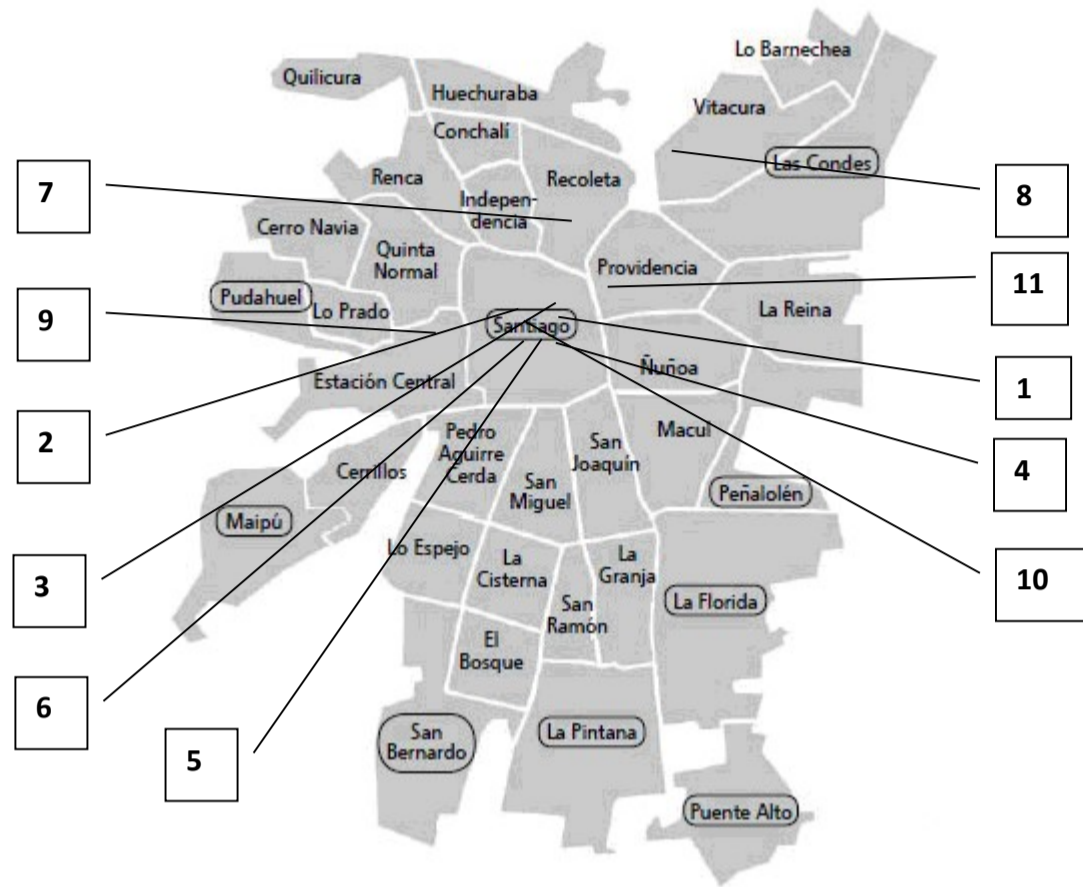 Lo Barnechea
Quilicura
Huechuraba
Vitacura
Conchalí
Las Condes
Renca
Recoleta
7
8
Indepen-
dencia
Cerro Navia
Quinta
Normal
Providencia
11
Pudahuel
Lo Prado
La Reina
9
Santiago
Ñuñoa
Estación Central
1
2
Pedro
Aguirre
Cerda
Macul
San
Joaquín
4
Cerrillos
San
Miguel
Peñalolén
Maipú
Lo Espejo
La
Cisterna
La
Granja
3
10
La Florida
San
Ramón
El
Bosque
6
San
Bernardo
La Pintana
5
Puente Alto